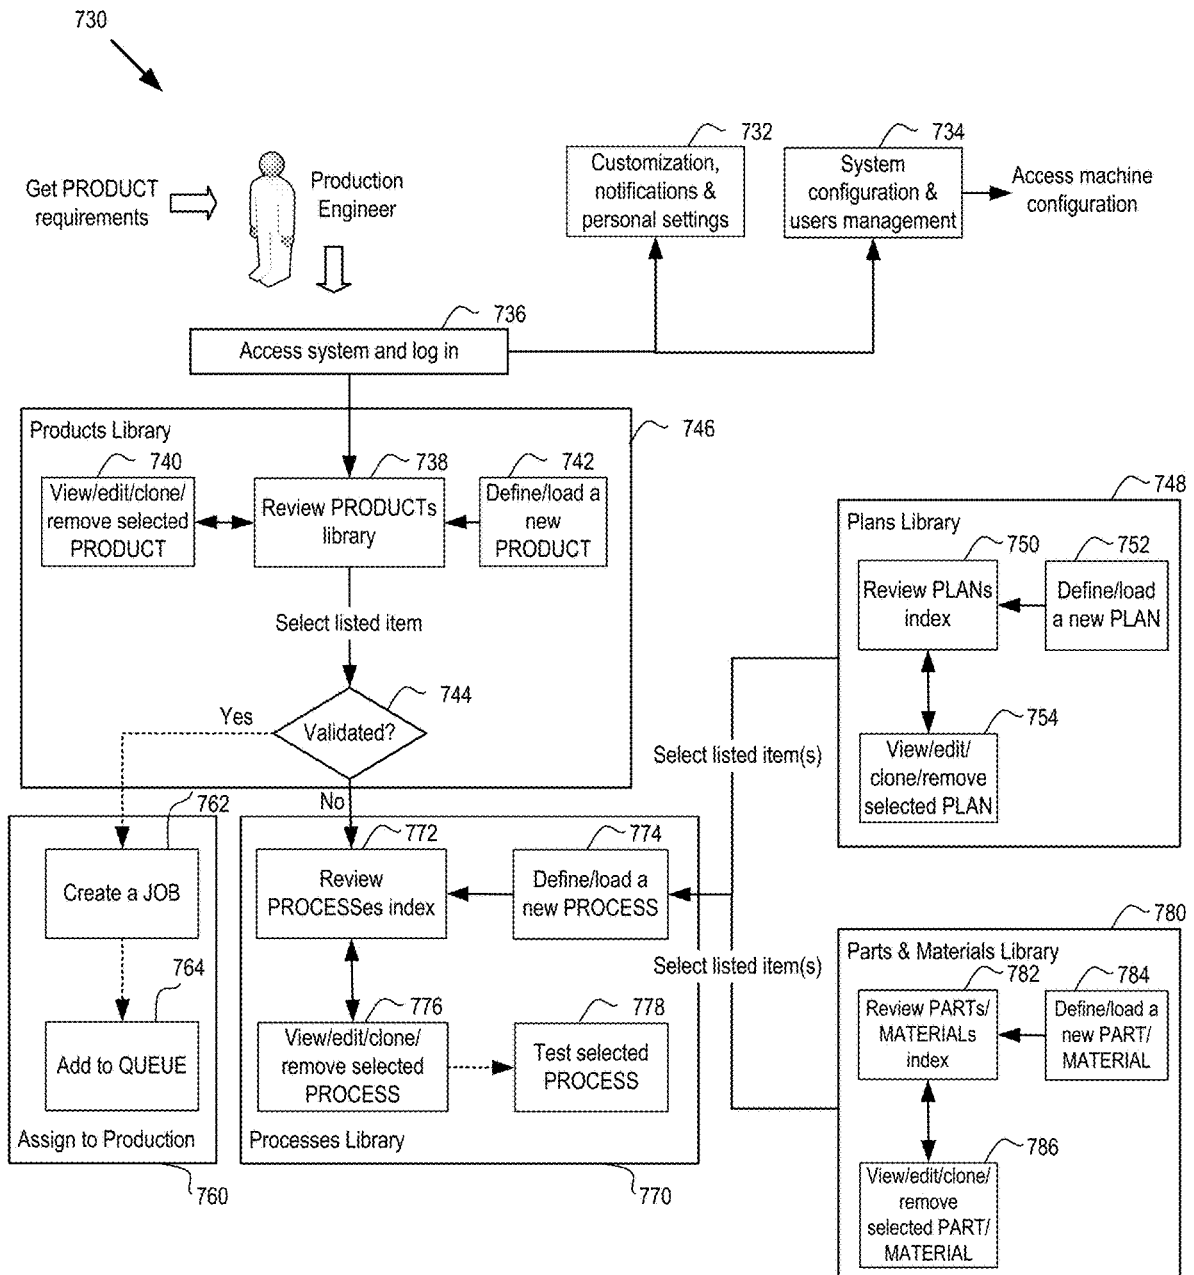 730
732
734
Customization,
notifications &
personal settings
System
configuration &
users management
Access machine
configuration
Get PRODUCT
requirements
Production
Engineer
736
Access system and log in
Products Library
746
740
738
742
View/edit/clone/
remove selected
PRODUCT
Review PRODUCTs
library
Define/load a
new
PRODUCT
Select listed item
744
Yes
Validated?
No
748
Plans Library
750
752
Review PLANs
index
Define/load
a new PLAN
754
View/edit/
clone/remove
selected PLAN
Select listed item(s)
762
Create a JOB
764
Add to QUEUE
Assign to Production
760
772
774
Review
PROCESSes index
Define/load a
new PROCESS
776
778
View/edit/clone/
remove selected
PROCESS
Test selected
PROCESS
Processes Library
770
Select listed item(s)
780
Parts & Materials Library
782
784
Review PARTs/
MATERIALs
index
Define/load a
new PART/
MATERIAL
786
View/edit/clone/
remove
selected PART/
MATERIAL